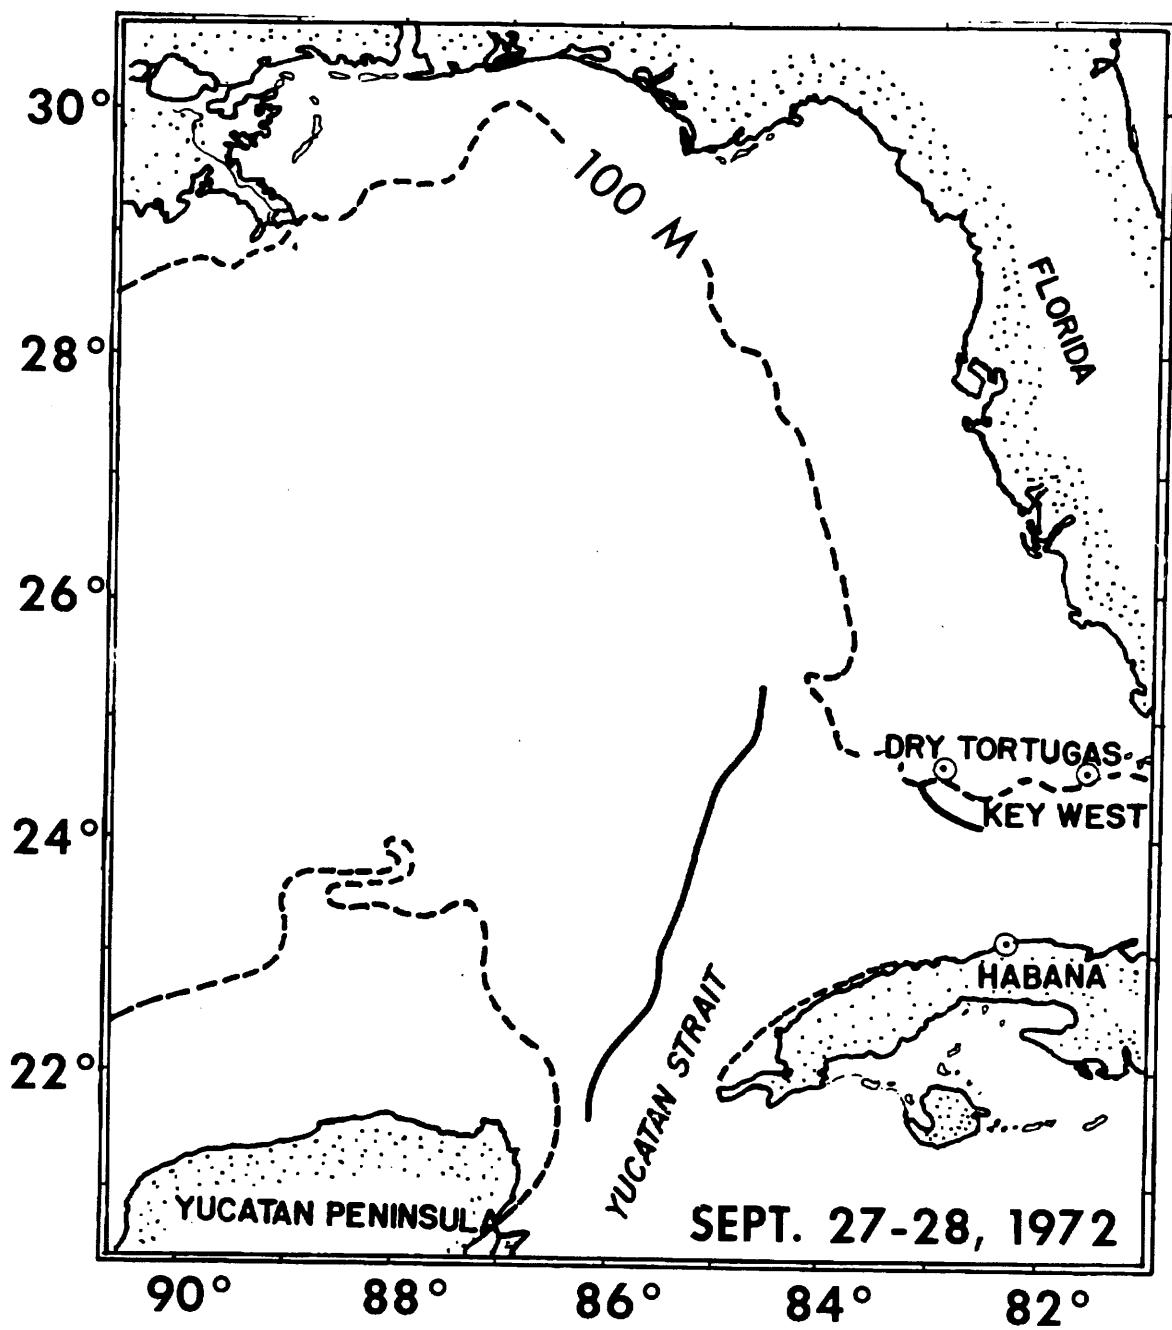 30°
100 M
FLORIDA
28°
26°
DRY TORTUGAS
KEY WEST
24°
HABANA
YUCATAN STRAIT
22°
YUCATAN PENINSULA
SEPT. 27-28, 1972
90° 88° 86° 84° 82°